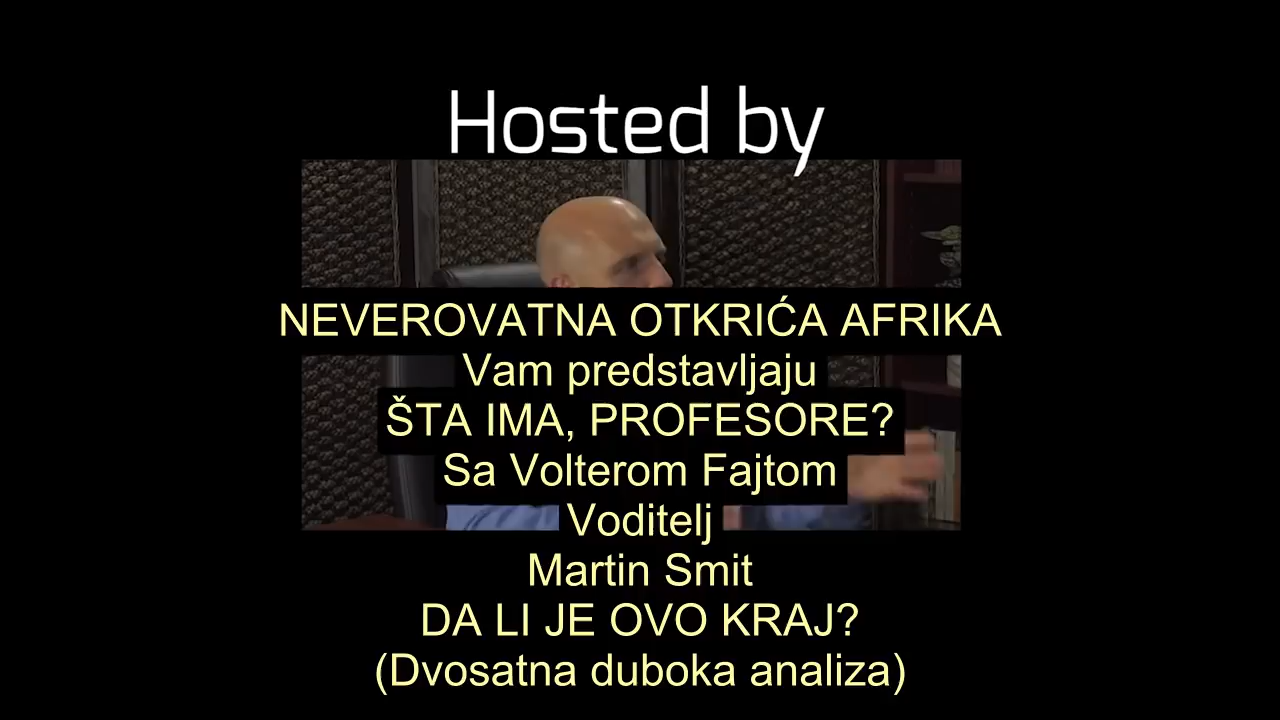 Hosted by
NEVEROVATNA OTKRIĆA AFRIKA
Vam predstavljaju
ŠTA IMA, PROFESORE?
Sa Volterom Fajtom
Voditelj
Martin Smit
DA LI JE OVO KRAJ?
(Dvosatna duboka analiza)